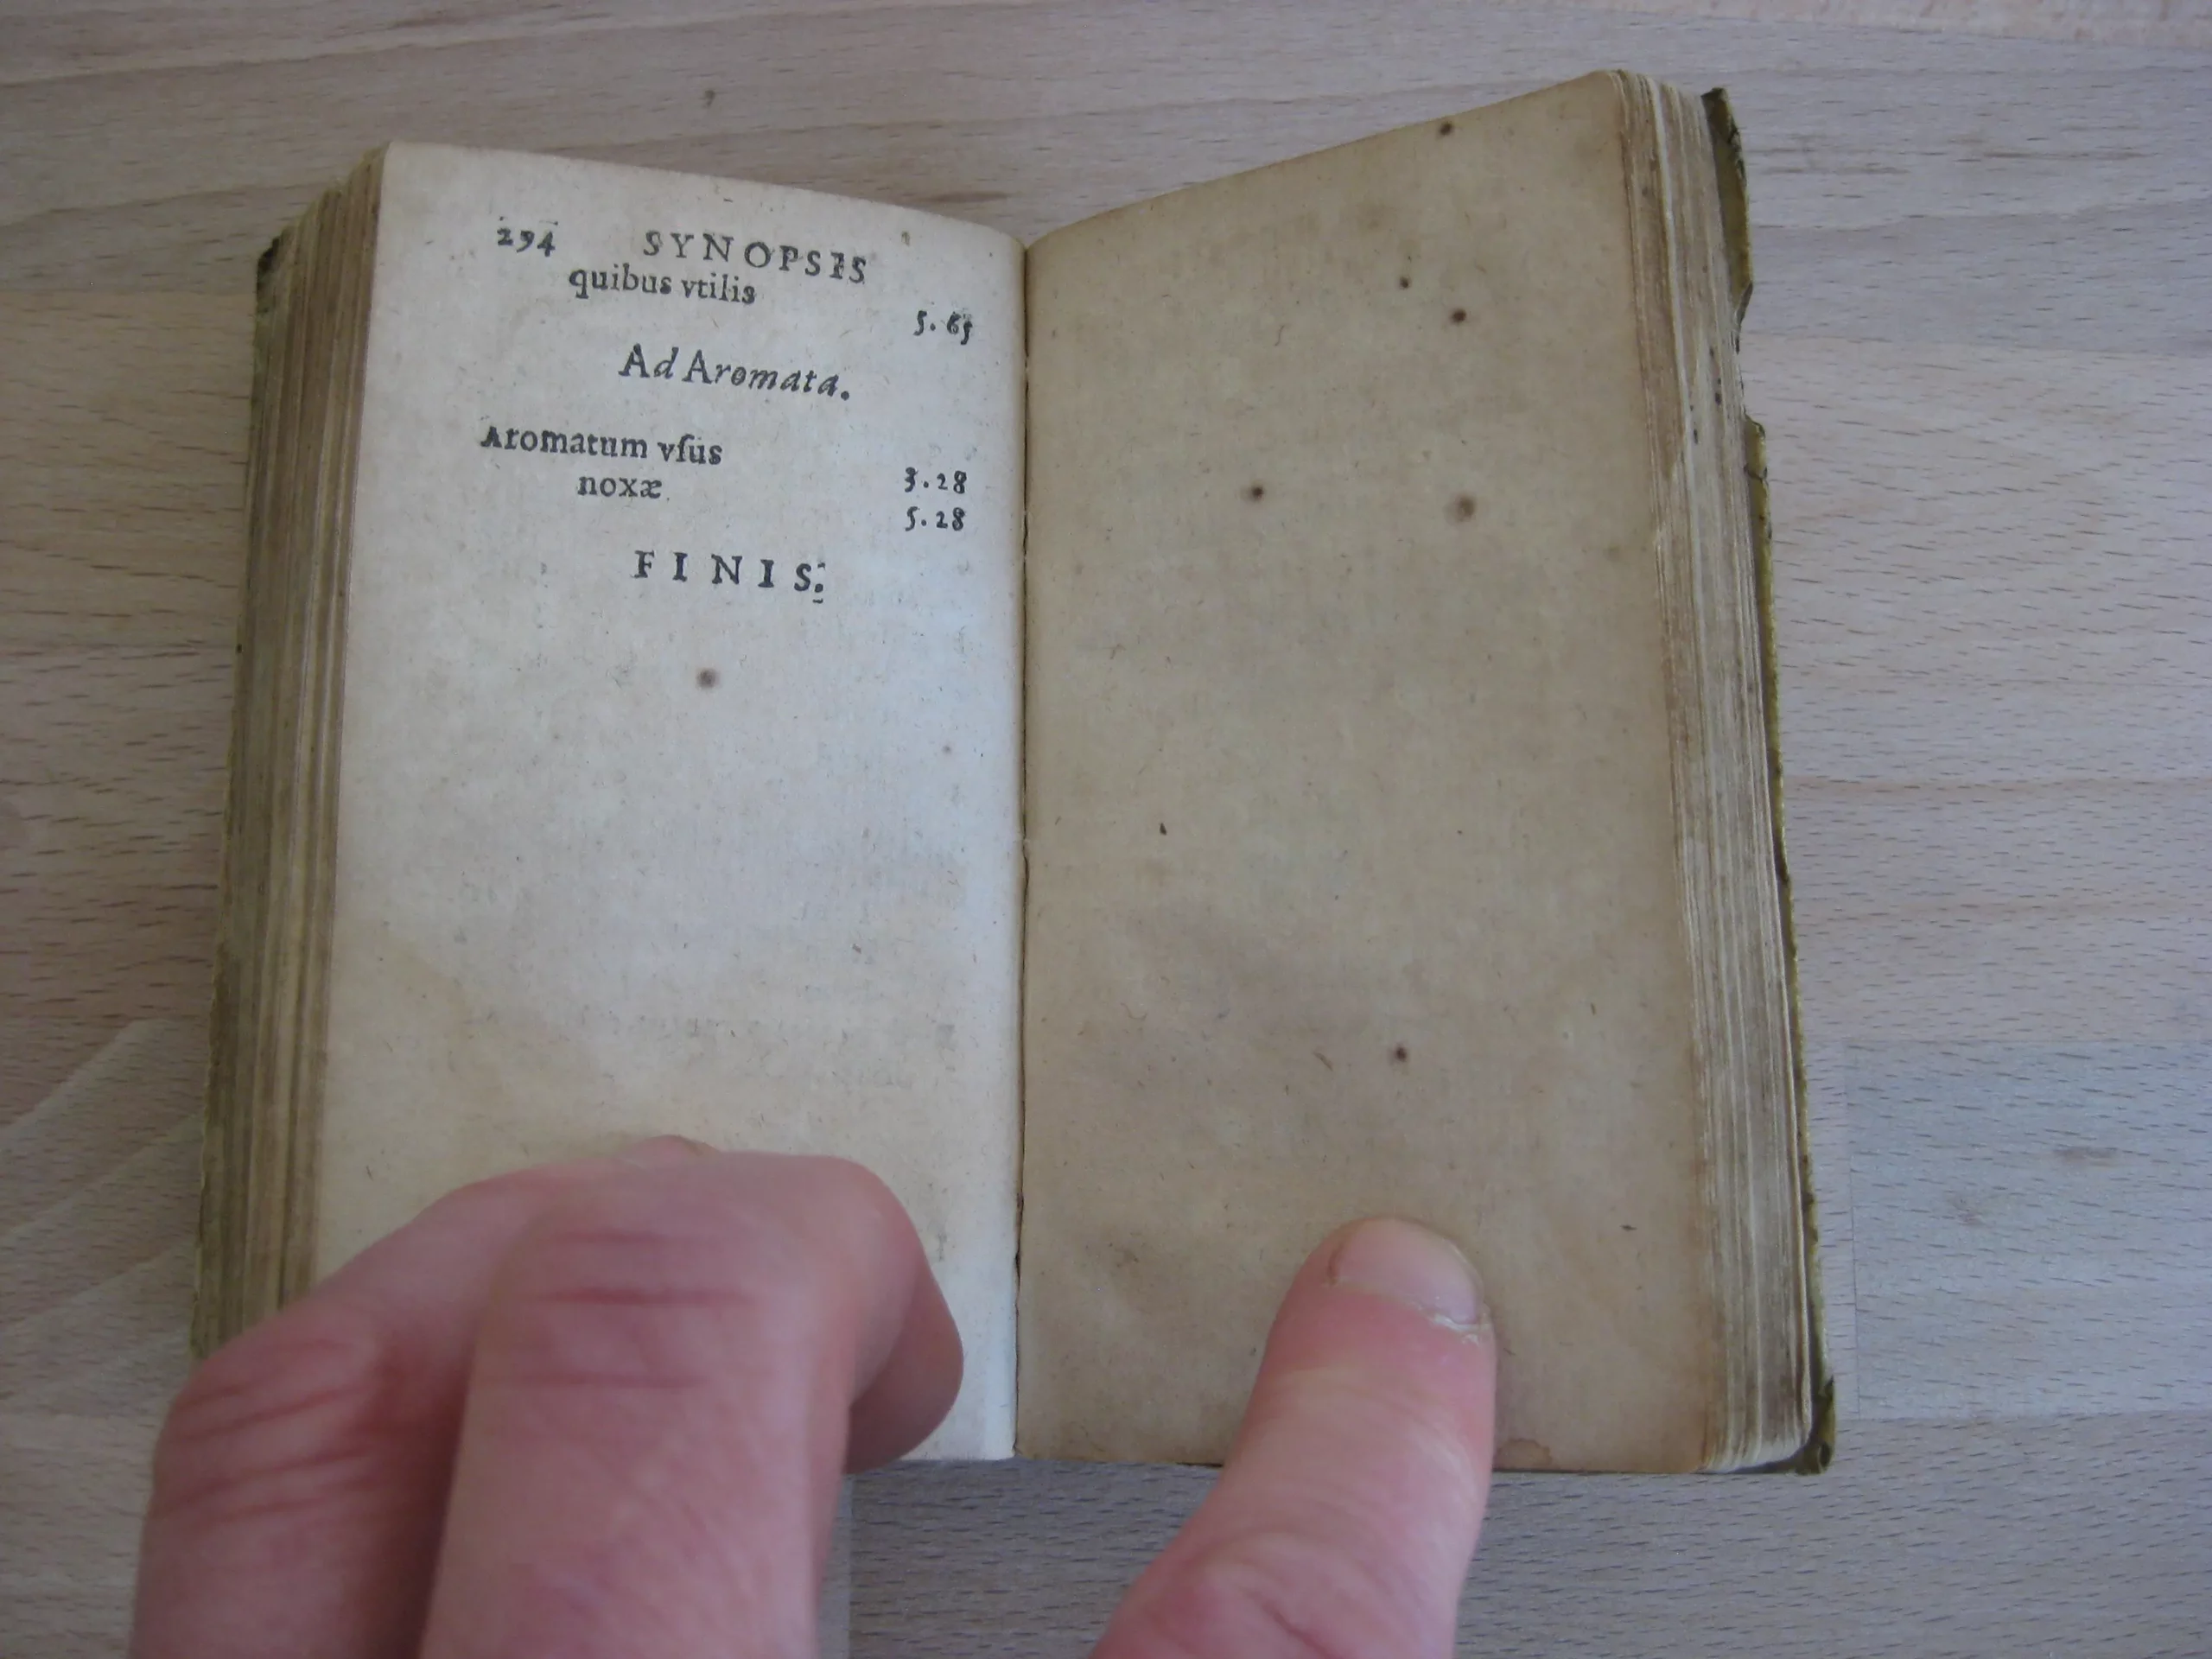 294 SYNOPSIS
quibus vtilis
5. 65
Ad Aromata.
Aromatum vſus 3. 28
noxæ 5. 28
FINIS.